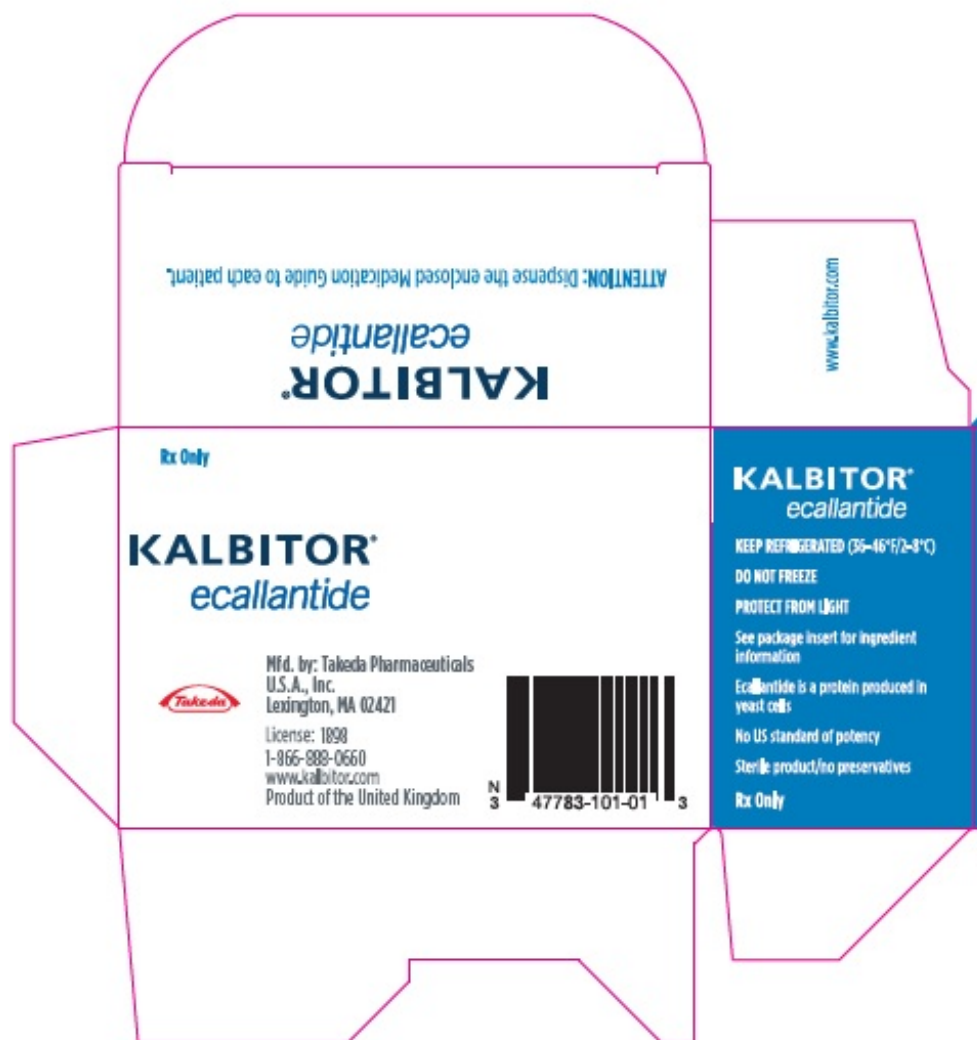 ATTENTION: Dispense the enclosed Medication Guide to each patient.
KALBITOR®
ecallantide
www.kalbitor.com
Rx Only
KALBITOR®
ecallantide
Takeda
Mfd. by: Takeda Pharmaceuticals
U.S.A., Inc.
Lexington, MA 02421
License: 1898
1-866-888-0660
www.kalbitor.com
Product of the United Kingdom
N
3 47783-101-01 3
KALBITOR®
ecallantide
KEEP REFRIGERATED (36–46°F/2–8°C)
DO NOT FREEZE
PROTECT FROM LIGHT
See package insert for ingredient
information
Ecallantide is a protein produced in
yeast cells
No US standard of potency
Sterile product/no preservatives
Rx Only